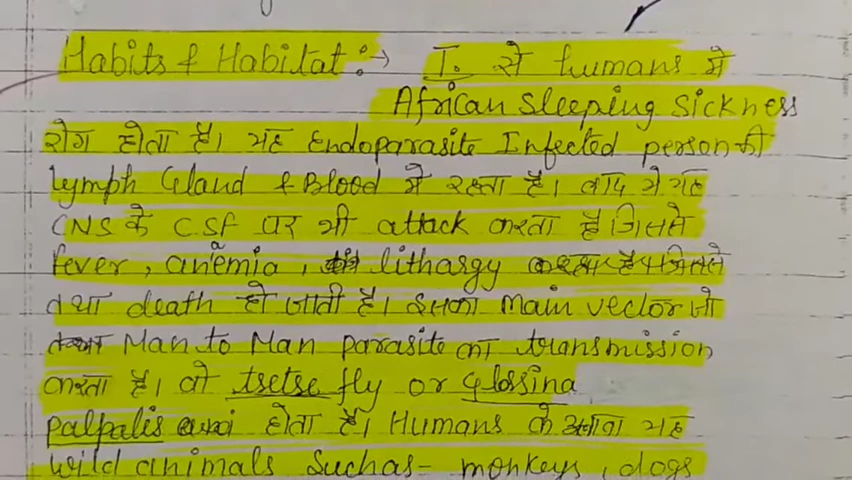 Habits & Habitat :→ T. से humans मे
African Sleeping Sickness
रोग होता है। यह Endoparasite Infected person की
lymph Gland & Blood मे रहता है। बाद मे यह
CNS के CSF पर भी attack करता है जिससे
fever, anaemia, lithargy
तथा death हो जाती है। इसका main vector जो
Man to Man parasite का transmission
करता है। वो tsetse fly or Glossina
palpalis होता है। Humans के अलावा यह
wild animals Such as- monkeys, dogs